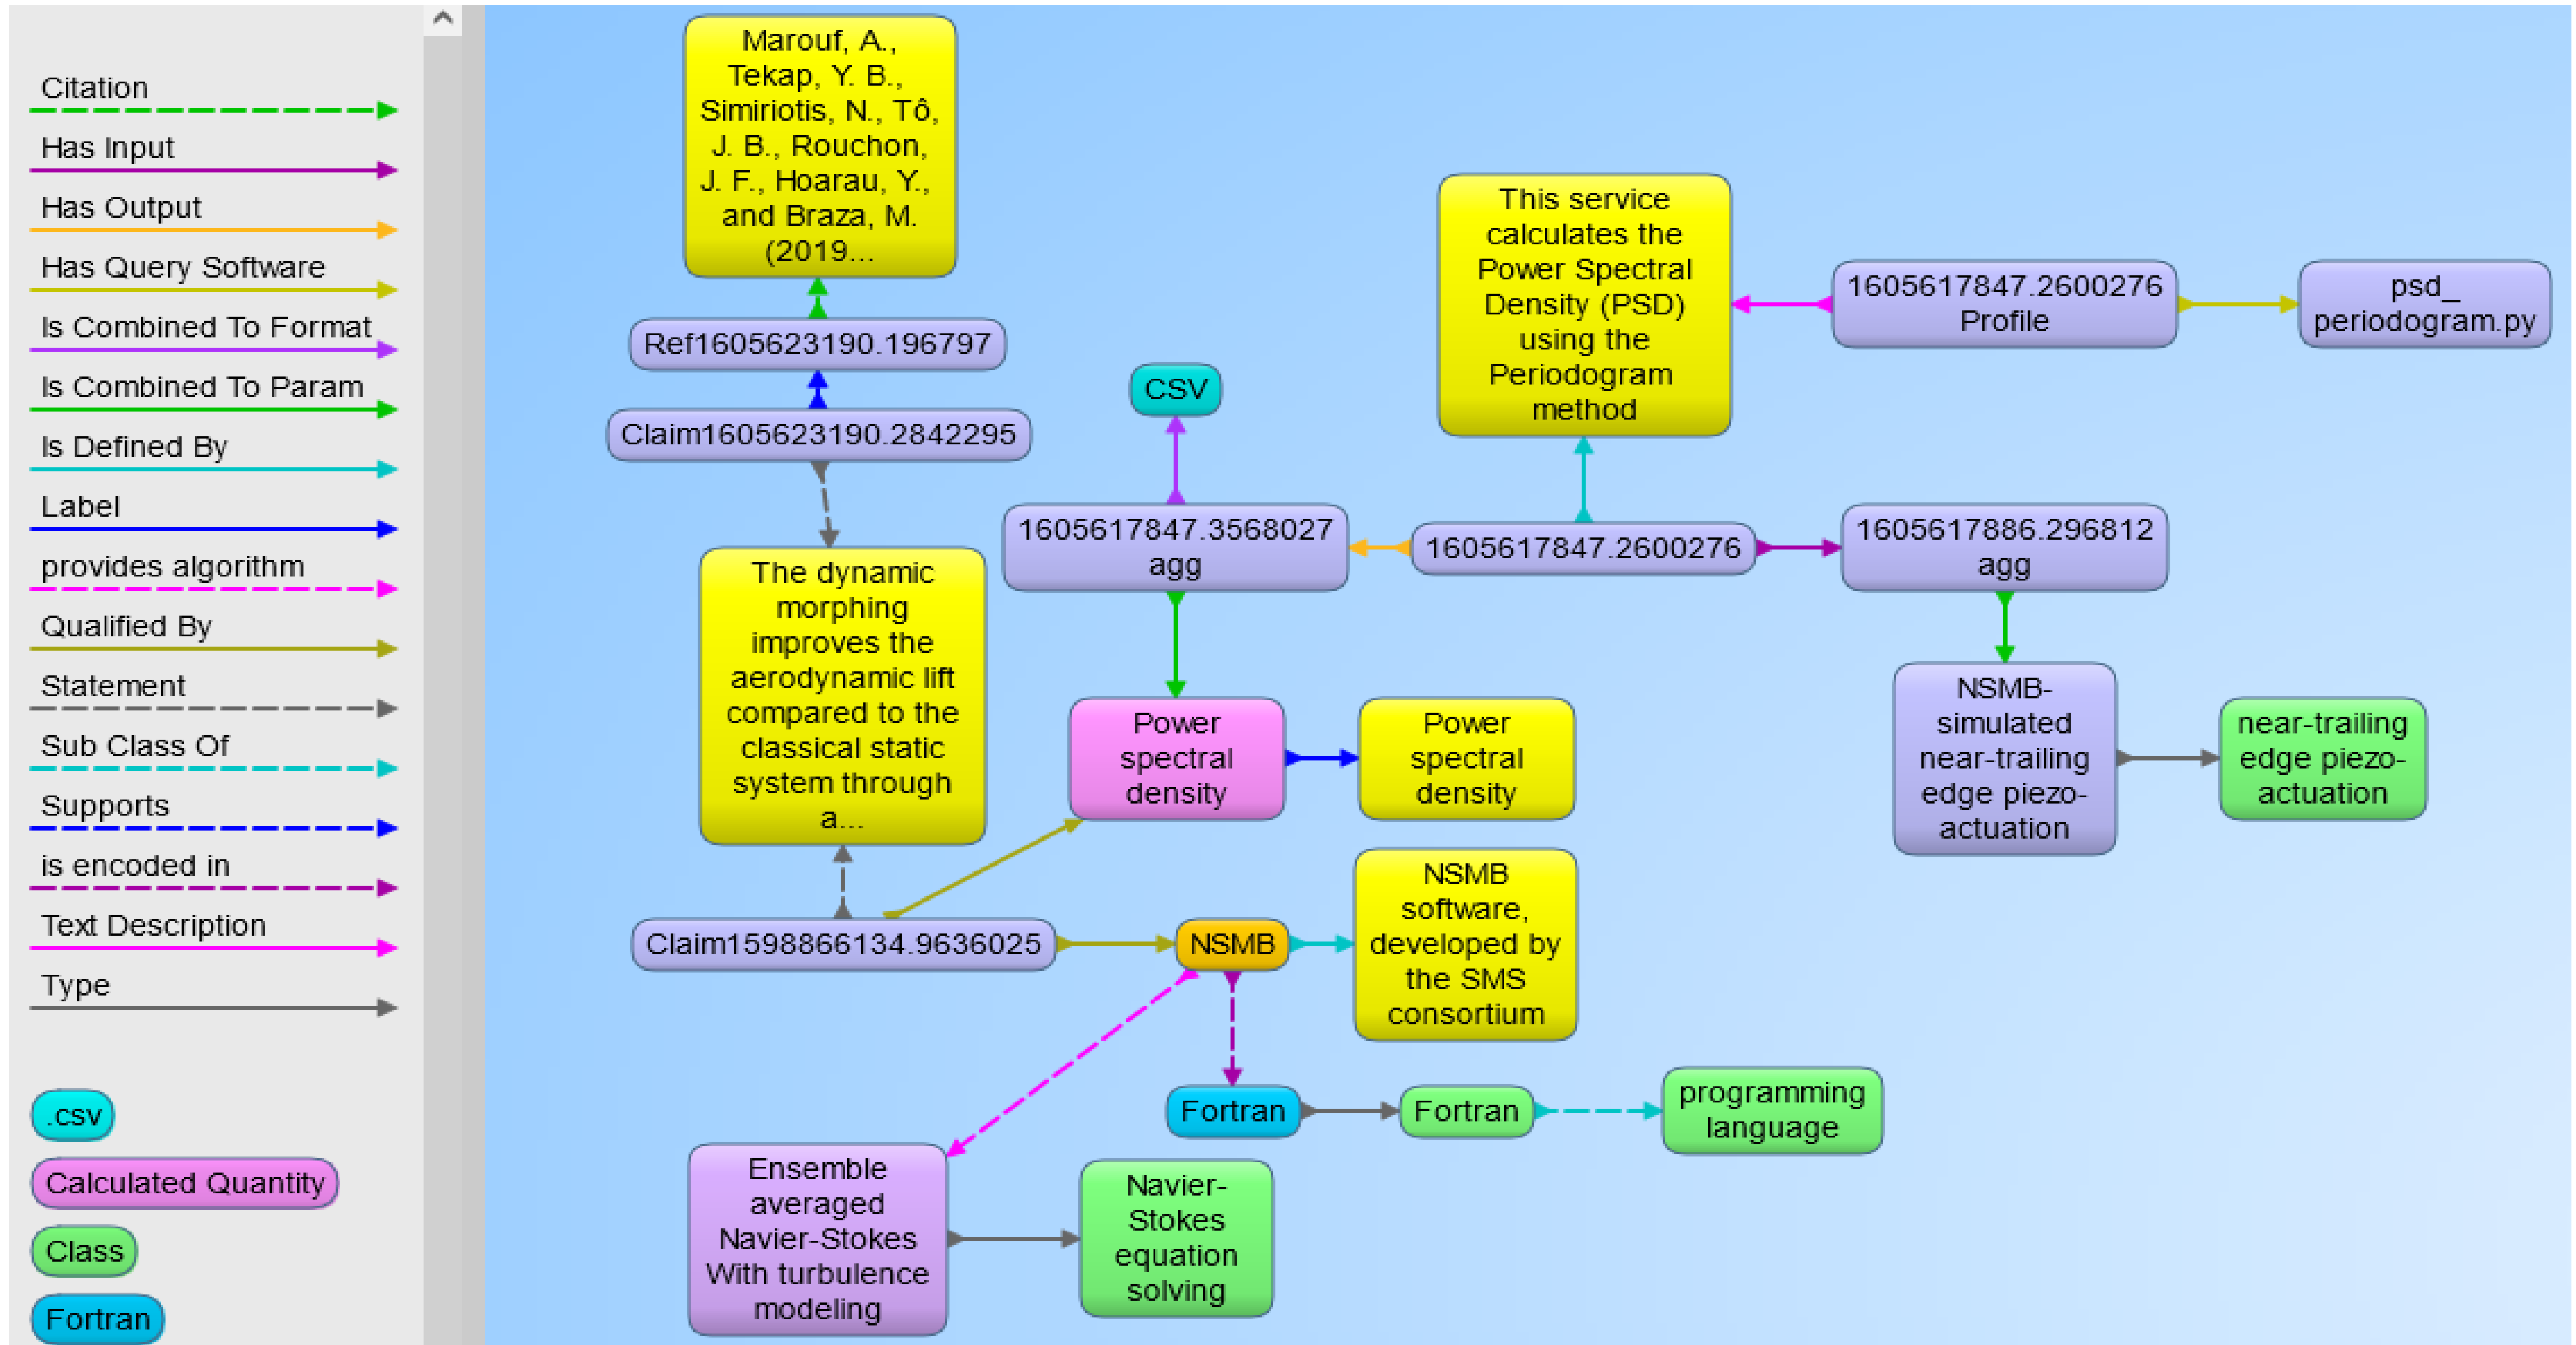 Citation
Has Input
Has Output
Has Query Software
Is Combined To Format
Is Combined To Param
Is Defined By
Label
provides algorithm
Qualified By
Statement
Sub Class Of
Supports
is encoded in
Text Description
Type
.csv
Calculated Quantity
Class
Fortran
Marouf, A.,
Tekap, Y. B.,
Simiriotis, N., Tô,
J. B., Rouchon,
J. F., Hoarau, Y.,
and Braza, M.
(2019...
Ref1605623190.196797
Claim1605623190.2842295
The dynamic
morphing
improves the
aerodynamic lift
compared to the
classical static
system through
a...
Claim1598866134.9636025
CSV
1605617847.3568027
agg
Power
spectral
density
Power
spectral
density
This service
calculates the
Power Spectral
Density (PSD)
using the
Periodogram
method
1605617847.2600276
Profile
psd_
periodogram.py
1605617847.2600276
1605617886.296812
agg
NSMB-
simulated
near-trailing
edge piezo-
actuation
near-trailing
edge piezo-
actuation
NSMB
NSMB
software,
developed by
the SMS
consortium
Fortran
Fortran
programming
language
Ensemble
averaged
Navier-Stokes
With turbulence
modeling
Navier-
Stokes
equation
solving